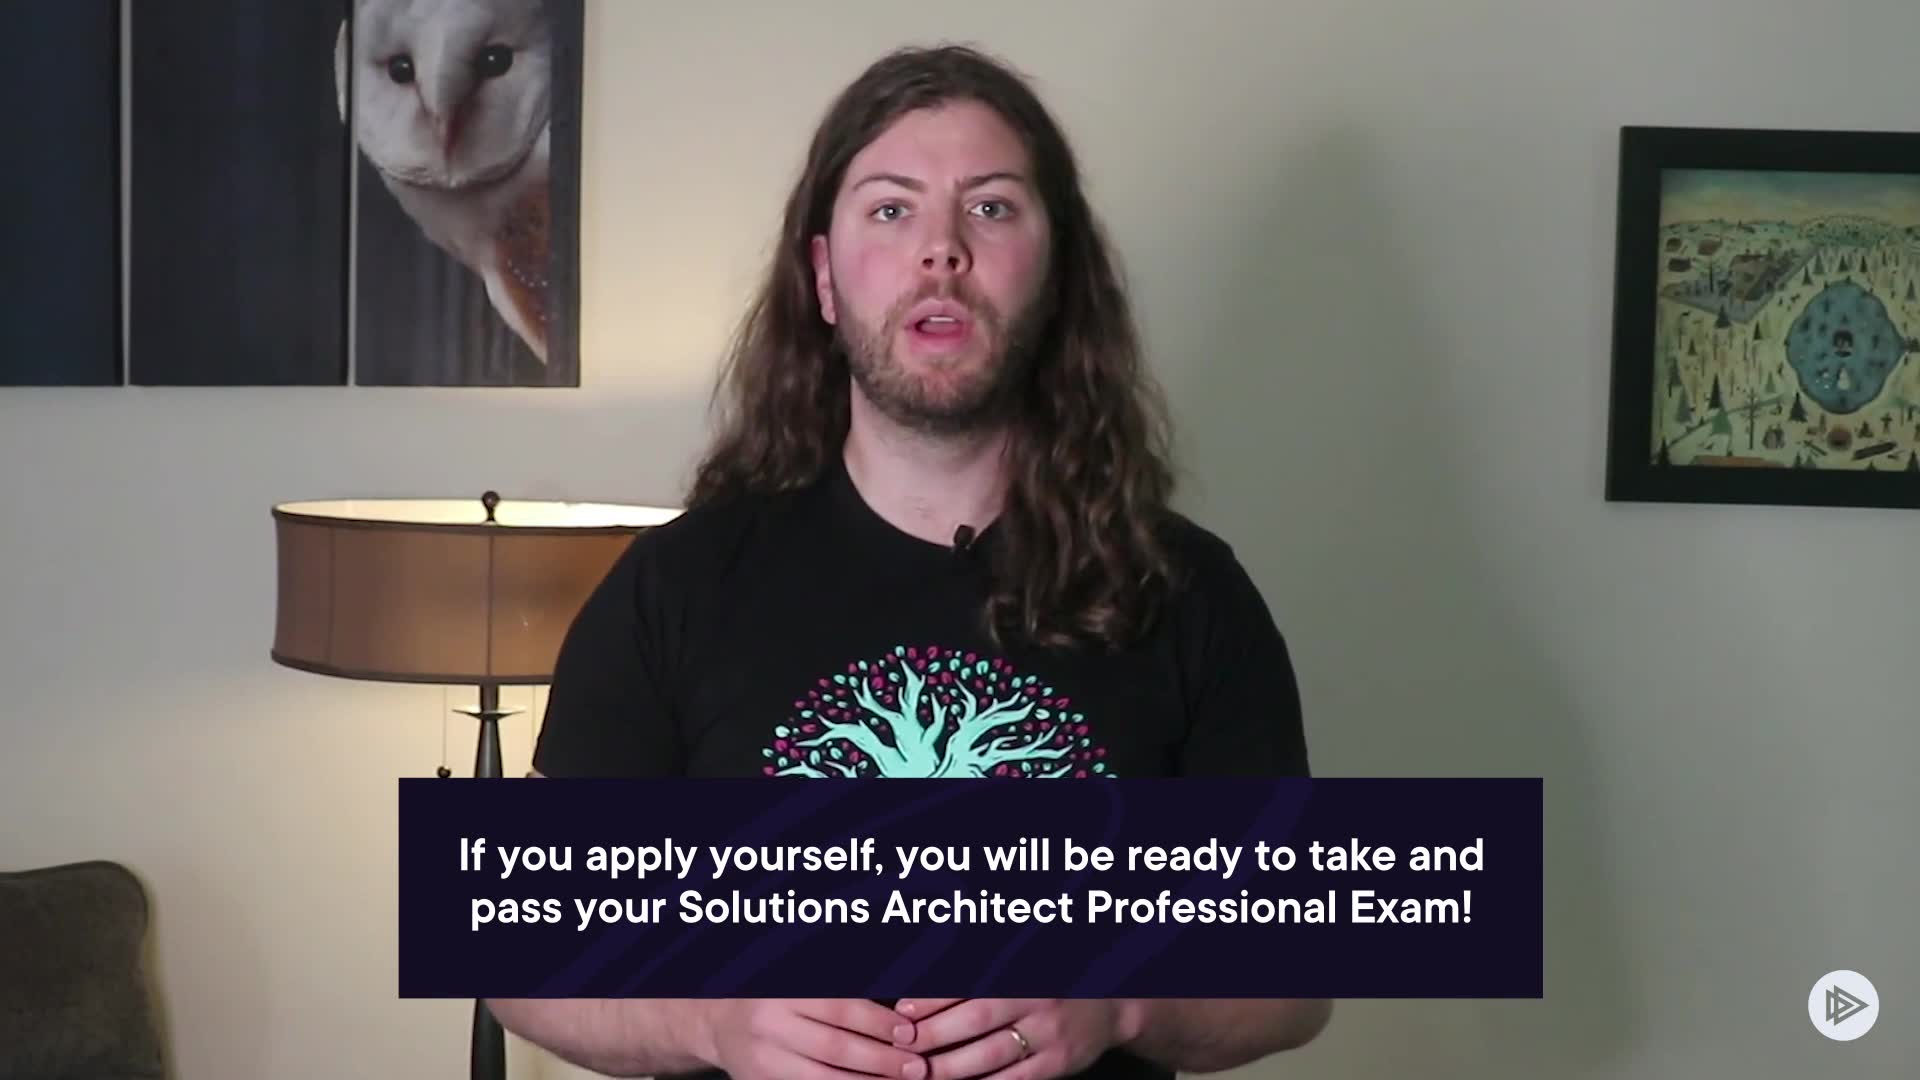 If you apply yourself, you will be ready to take and
pass your Solutions Architect Professional Exam!